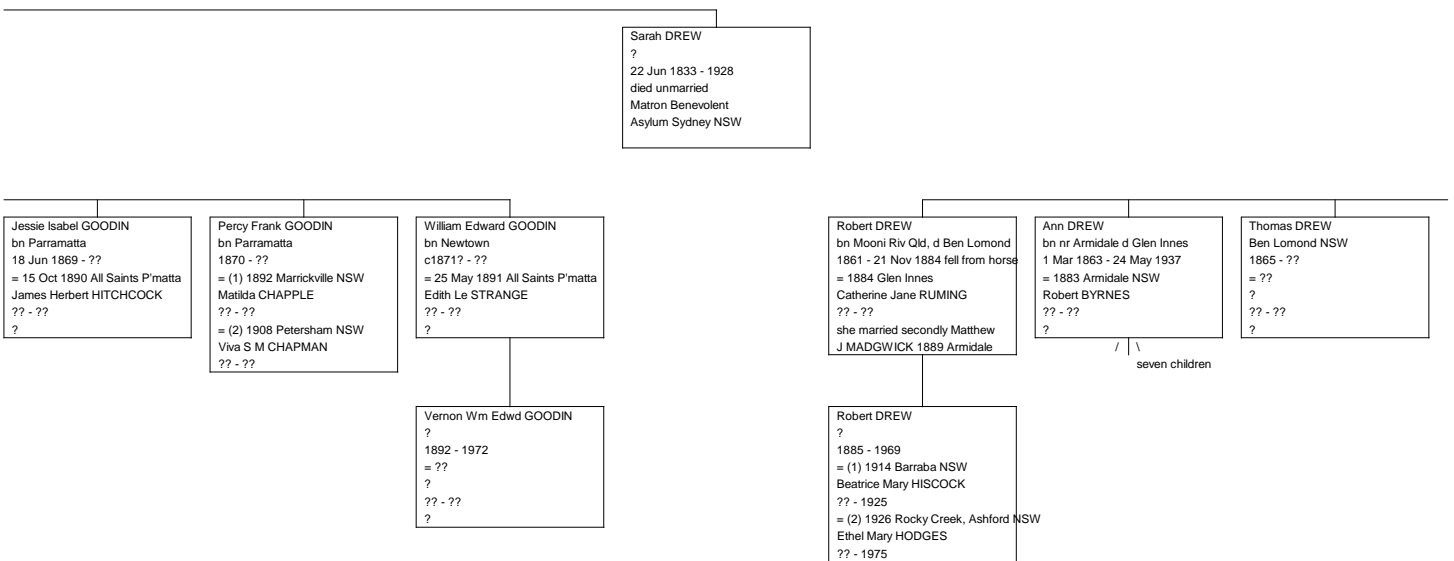 Sarah DREW
?
22 Jun 1833 - 1928
died unmarried
Matron Benevolent
Asylum Sydney NSW
Jessie Isabel GOODIN
bn Parramatta
18 Jun 1869 - ??
= 15 Oct 1890 All Saints P'matta
James Herbert HITCHCOCK
?? - ??
?
Percy Frank GOODIN
bn Parramatta
1870 - ??
= (1) 1892 Marrickville NSW
Matilda CHAPPLE
?? - ??
= (2) 1908 Petersham NSW
Viva S M CHAPMAN
?? - ??
William Edward GOODIN
bn Newtown
c1871? - ??
= 25 May 1891 All Saints P'matta
Edith Le STRANGE
?? - ??
?
Robert DREW
bn Mooni Riv Qld, d Ben Lomond
1861 - 21 Nov 1884 fell from horse
= 1884 Glen Innes
Catherine Jane RUMING
?? - ??
she married secondly Matthew
J MADGWICK 1889 Armidale
Ann DREW
bn nr Armidale d Glen Innes
1 Mar 1863 - 24 May 1937
= 1883 Armidale NSW
Robert BYRNES
?? - ??
?
/ \
seven children
Thomas DREW
Ben Lomond NSW
1865 - ??
= ??
?
?? - ??
?
Vernon Wm Edwd GOODIN
?
1892 - 1972
= ??
?
?? - ??
?
Robert DREW
?
1885 - 1969
= (1) 1914 Barraba NSW
Beatrice Mary HISCOCK
?? - 1925
= (2) 1926 Rocky Creek, Ashford NSW
Ethel Mary HODGES
?? - 1975